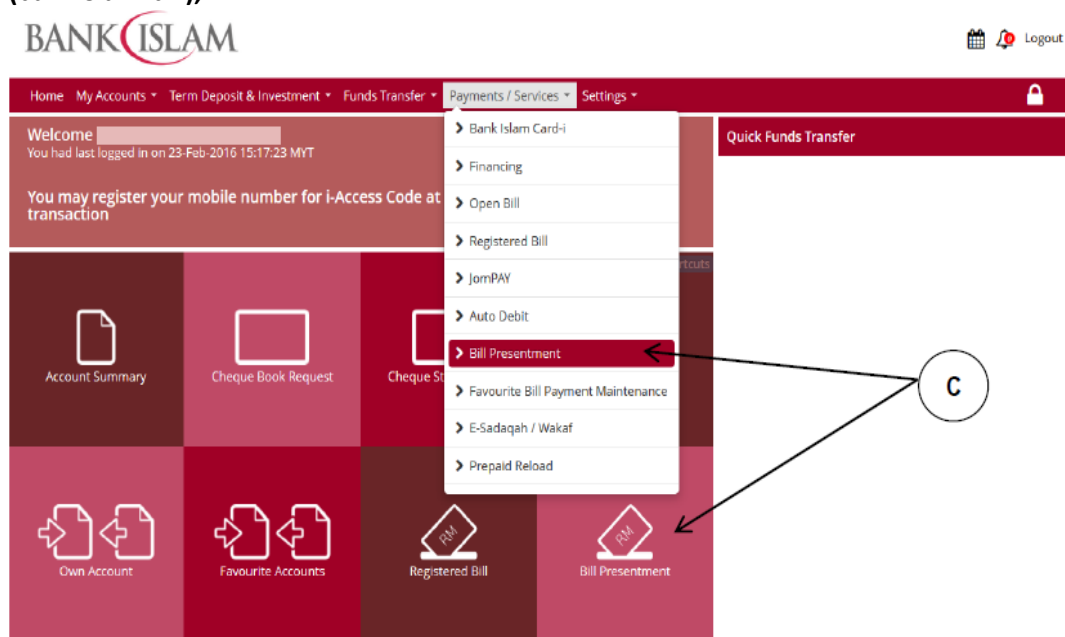 BANK ISLAM
Logout
Home My Accounts Term Deposit & Investment Funds Transfer Payments / Services Settings
Welcome
You had last logged in on 23-Feb-2016 15:17:23 MYT
You may register your mobile number for i-Access Code at
transaction
Bank Islam Card-i
Financing
Open Bill
Registered Bill
JomPAY
Auto Debit
Bill Presentment
Favourite Bill Payment Maintenance
E-Sadaqah / Wakaf
Prepaid Reload
Quick Funds Transfer
Account Summary
Cheque Book Request
Cheque St
C
Own Account
Favourite Accounts
RM
Registered Bill
RM
Bill Presentment